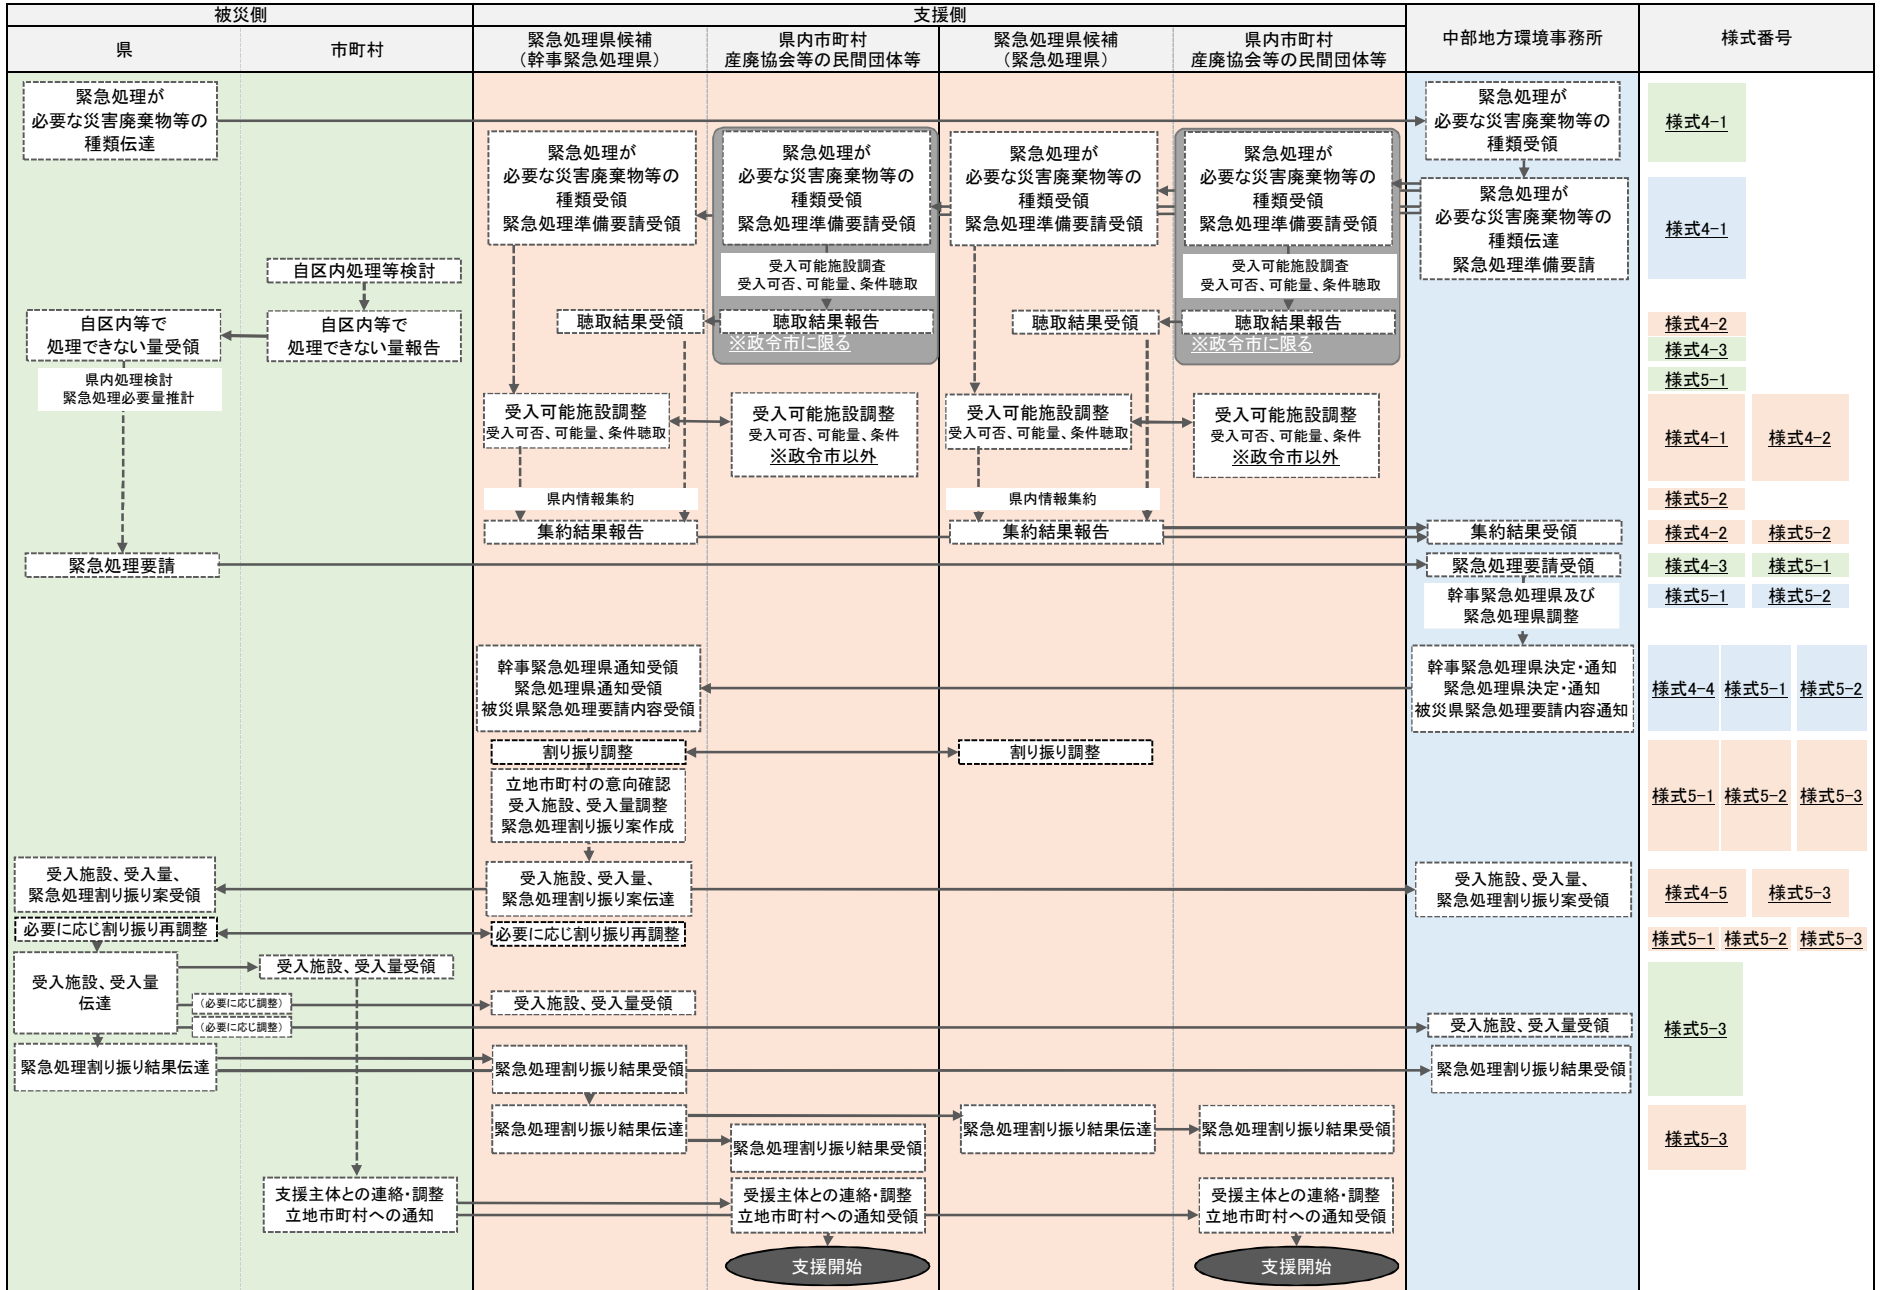 被災側
支援側
県
市町村
緊急処理県候補
（幹事緊急処理県）
県内市町村
産廃協会等の民間団体等
緊急処理県候補
（緊急処理県）
県内市町村
産廃協会等の民間団体等
中部地方環境事務所
様式番号
緊急処理が
必要な災害廃棄物等の
種類伝達
緊急処理が
必要な災害廃棄物等の
種類受領
様式4-1
緊急処理が
必要な災害廃棄物等の
種類受領
緊急処理準備要請受領
緊急処理が
必要な災害廃棄物等の
種類受領
緊急処理準備要請受領
緊急処理が
必要な災害廃棄物等の
種類受領
緊急処理準備要請受領
緊急処理が
必要な災害廃棄物等の
種類受領
緊急処理準備要請受領
緊急処理が
必要な災害廃棄物等の
種類伝達
緊急処理準備要請
様式4-1
自区内処理等検討
受入可能施設調査
受入可否、可能量、条件聴取
受入可能施設調査
受入可否、可能量、条件聴取
自区内等で
処理できない量受領
自区内等で
処理できない量報告
聴取結果受領
聴取結果報告
※政令市に限る
聴取結果受領
聴取結果報告
※政令市に限る
様式4-2
様式4-3
県内処理検討
緊急処理必要量推計
様式5-1
受入可能施設調整
受入可否、可能量、条件聴取
受入可能施設調整
受入可否、可能量、条件
※政令市以外
受入可能施設調整
受入可否、可能量、条件聴取
受入可能施設調整
受入可否、可能量、条件
※政令市以外
様式4-1
様式4-2
県内情報集約
県内情報集約
様式5-2
集約結果報告
集約結果報告
集約結果受領
様式4-2
様式5-2
緊急処理要請
緊急処理要請受領
様式4-3
様式5-1
幹事緊急処理県及び
緊急処理県調整
様式5-1
様式5-2
幹事緊急処理県通知受領
緊急処理県通知受領
被災県緊急処理要請内容受領
幹事緊急処理県決定・通知
緊急処理県決定・通知
被災県緊急処理要請内容通知
様式4-4
様式5-1
様式5-2
割り振り調整
割り振り調整
立地市町村の意向確認
受入施設、受入量調整
緊急処理割り振り案作成
様式5-1
様式5-2
様式5-3
受入施設、受入量、
緊急処理割り振り案受領
受入施設、受入量、
緊急処理割り振り案伝達
受入施設、受入量、
緊急処理割り振り案受領
様式4-5
様式5-3
必要に応じ割り振り再調整
必要に応じ割り振り再調整
様式5-1
様式5-2
様式5-3
受入施設、受入量
伝達
受入施設、受入量受領
（必要に応じ調整）
受入施設、受入量受領
（必要に応じ調整）
受入施設、受入量受領
様式5-3
緊急処理割り振り結果伝達
緊急処理割り振り結果受領
緊急処理割り振り結果受領
緊急処理割り振り結果伝達
緊急処理割り振り結果受領
緊急処理割り振り結果伝達
緊急処理割り振り結果受領
様式5-3
支援主体との連絡・調整
立地市町村への通知
受援主体との連絡・調整
立地市町村への通知受領
受援主体との連絡・調整
立地市町村への通知受領
支援開始
支援開始